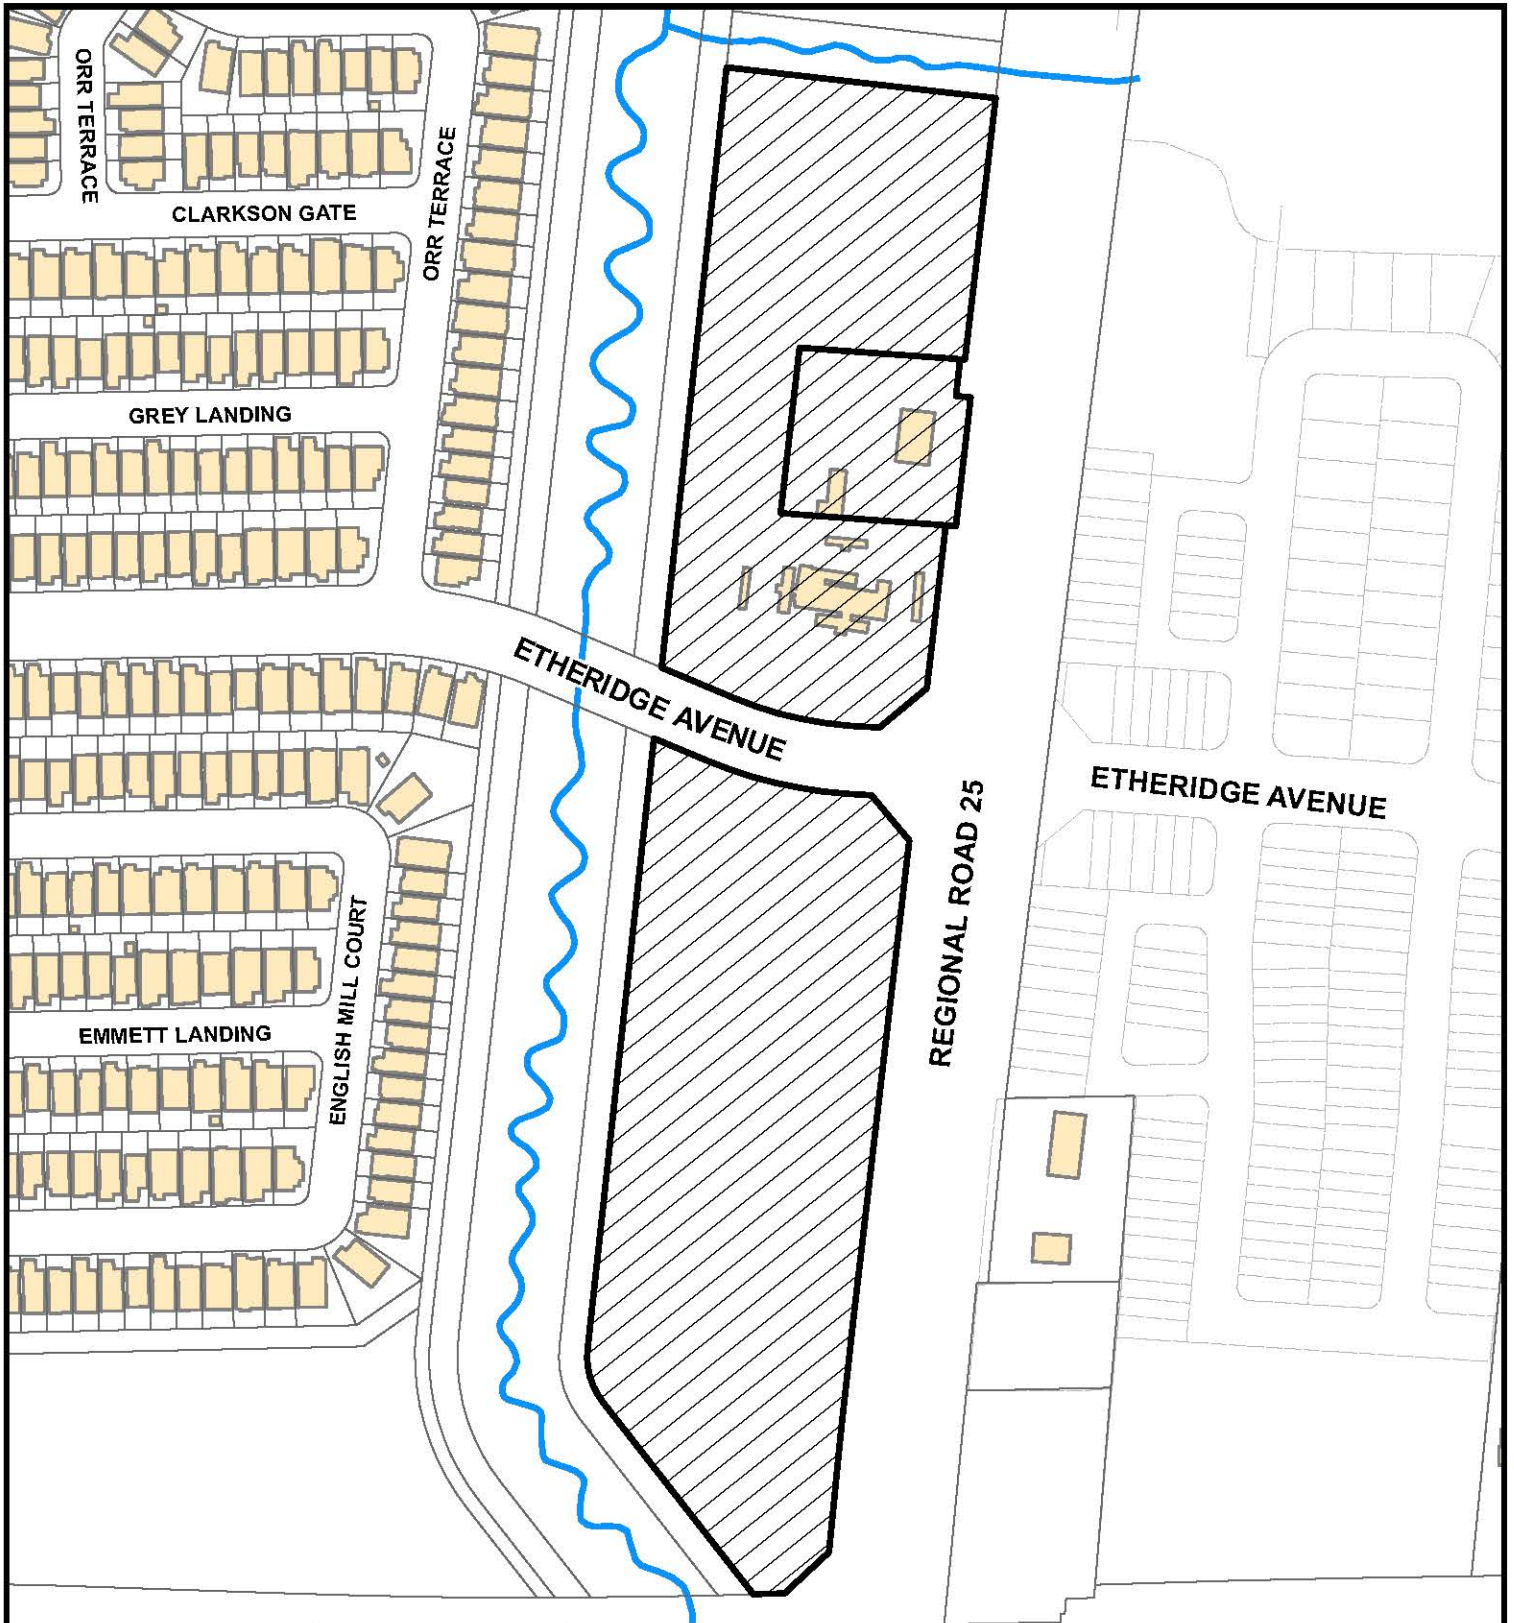 ORR TERRACE
CLARKSON GATE
ORR TERRACE
GREY LANDING
ETHERIDGE AVENUE
ETHERIDGE AVENUE
REGIONAL ROAD 25
ENGLISH MILL COURT
EMMETT LANDING